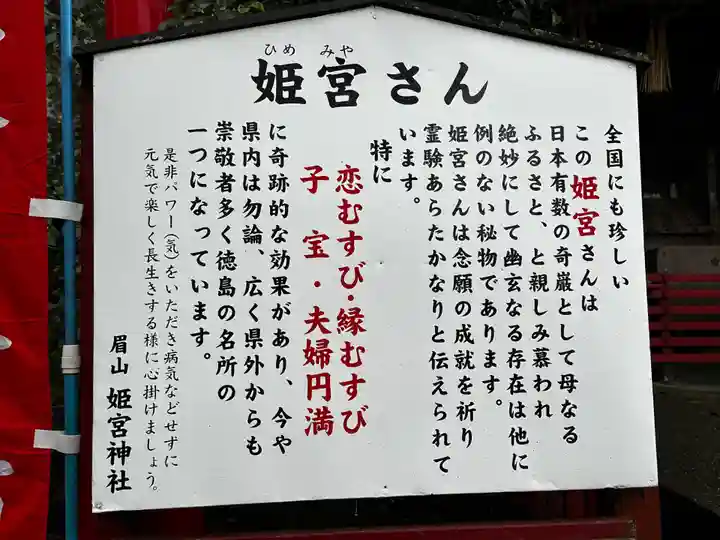 ひめ みや
姫宮さん
全国にも珍しい
この姫宮さんは
日本有数の奇巌として母なる
ふるさと、と親しみ慕われ
絶妙にして幽玄なる存在は他に
例のない秘物であります。
姫宮さんは念願の成就を祈り
霊験あらたかなりと伝えられて
います。
特に
恋むすび・縁むすび
子宝・夫婦円満
に奇跡的な効果があり、今や
県内は勿論、広く県外からも
崇敬者多く徳島の名所の
一つになっています。
是非パワー(気)をいただき病気などせずに
元気で楽しく長生きする様に心掛けましょう。
眉山 姫宮神社